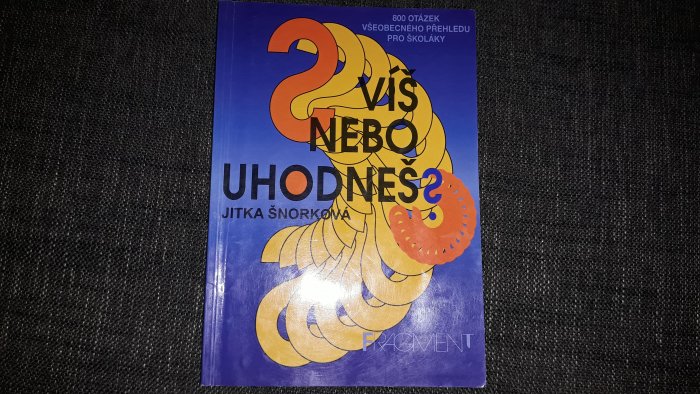 800 OTÁZEK
VŠEOBECNÉHO PŘEHLEDU
PRO ŠKOLÁKY
VÍŠ
NEBO
UHODNEŠ?
JITKA ŠNORKOVÁ
FRAGMENT